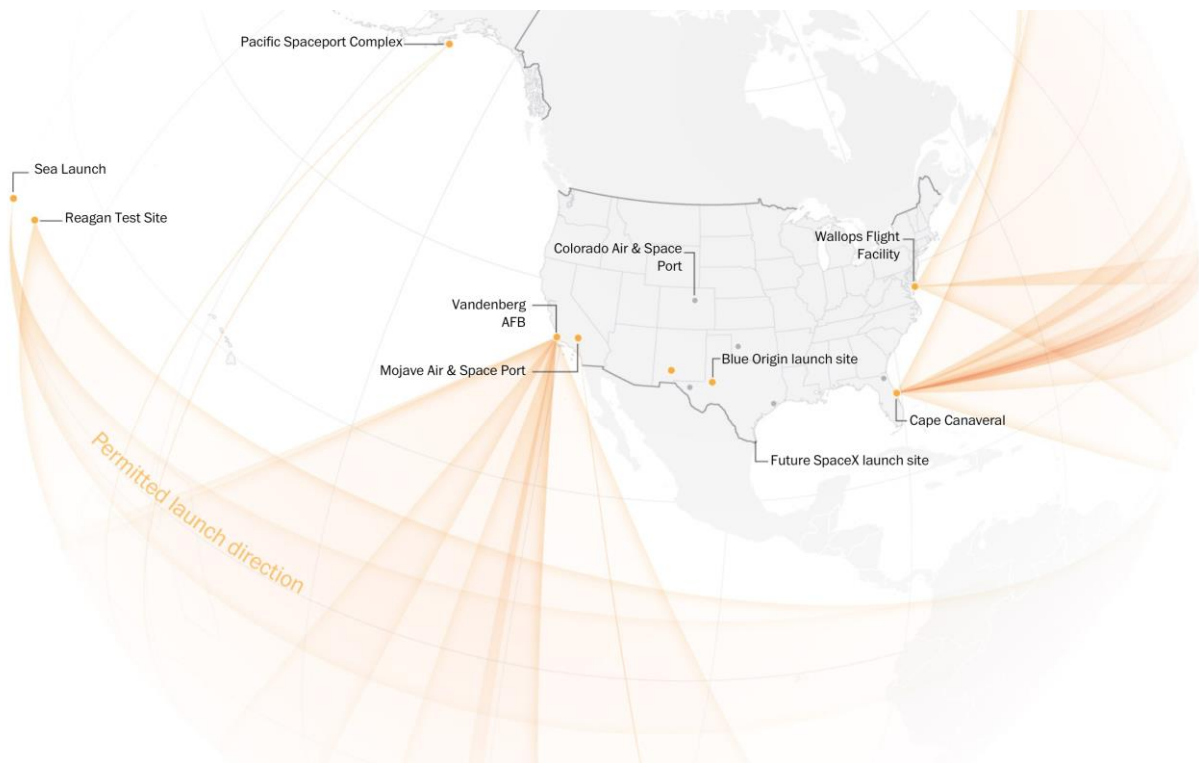 Pacific Spaceport Complex
Sea Launch
Reagan Test Site
Wallops Flight
Facility
Colorado Air & Space
Port
Vandenberg
AFB
Blue Origin launch site
Mojave Air & Space Port
Cape Canaveral
Permitted launch direction
Future SpaceX launch site